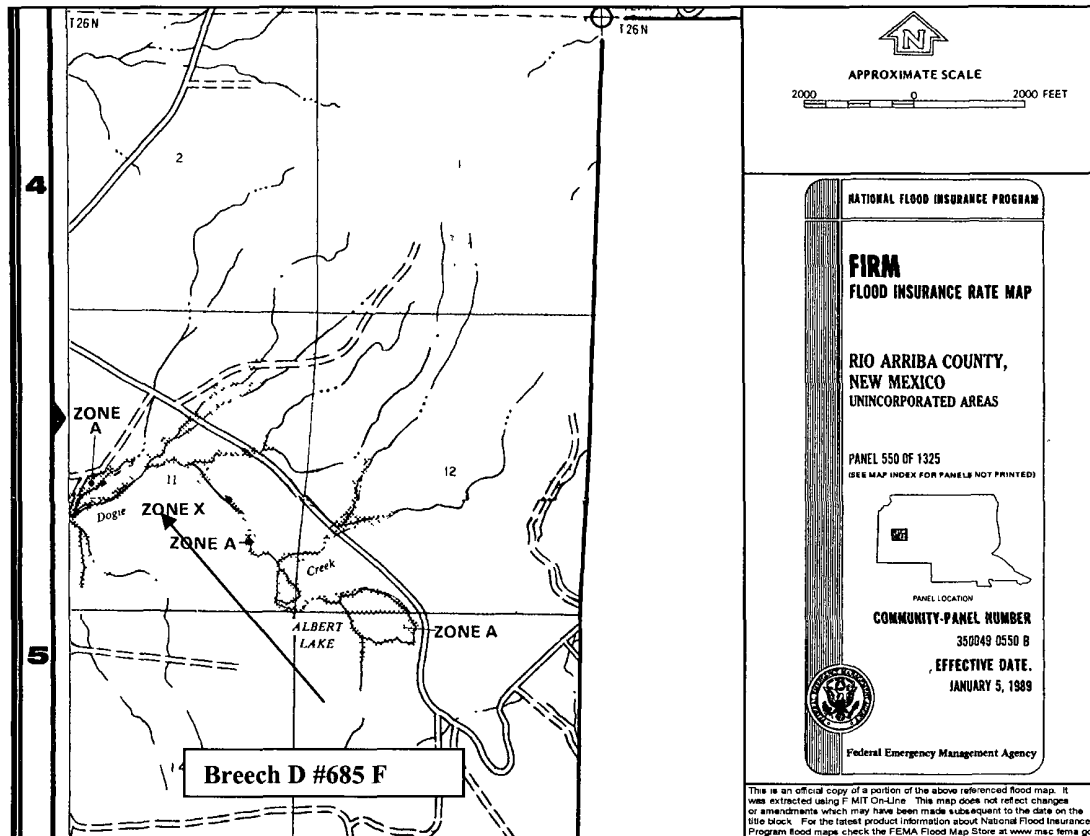 T 26 N
T 26 N
2
1
4
ZONE
A
11
12
Dogie
ZONE X
ZONE A
Creek
ALBERT
LAKE
ZONE A
5
Breech D #685 F
N
APPROXIMATE SCALE
2000 0 2000 FEET
NATIONAL FLOOD INSURANCE PROGRAM
FIRM
FLOOD INSURANCE RATE MAP
RIO ARRIBA COUNTY,
NEW MEXICO
UNINCORPORATED AREAS
PANEL 550 OF 1325
(SEE MAP INDEX FOR PANELS NOT PRINTED)
PANEL LOCATION
COMMUNITY-PANEL NUMBER
350049 0550 B
EFFECTIVE DATE.
JANUARY 5, 1989
Federal Emergency Management Agency
This is an official copy of a portion of the above referenced flood map. It
was extracted using F MIT On-Line This map does not reflect changes
or amendments which may have been made subsequent to the date on the
title block For the latest product information about National Flood Insurance
Program flood maps check the FEMA Flood Map Store at www msc fema